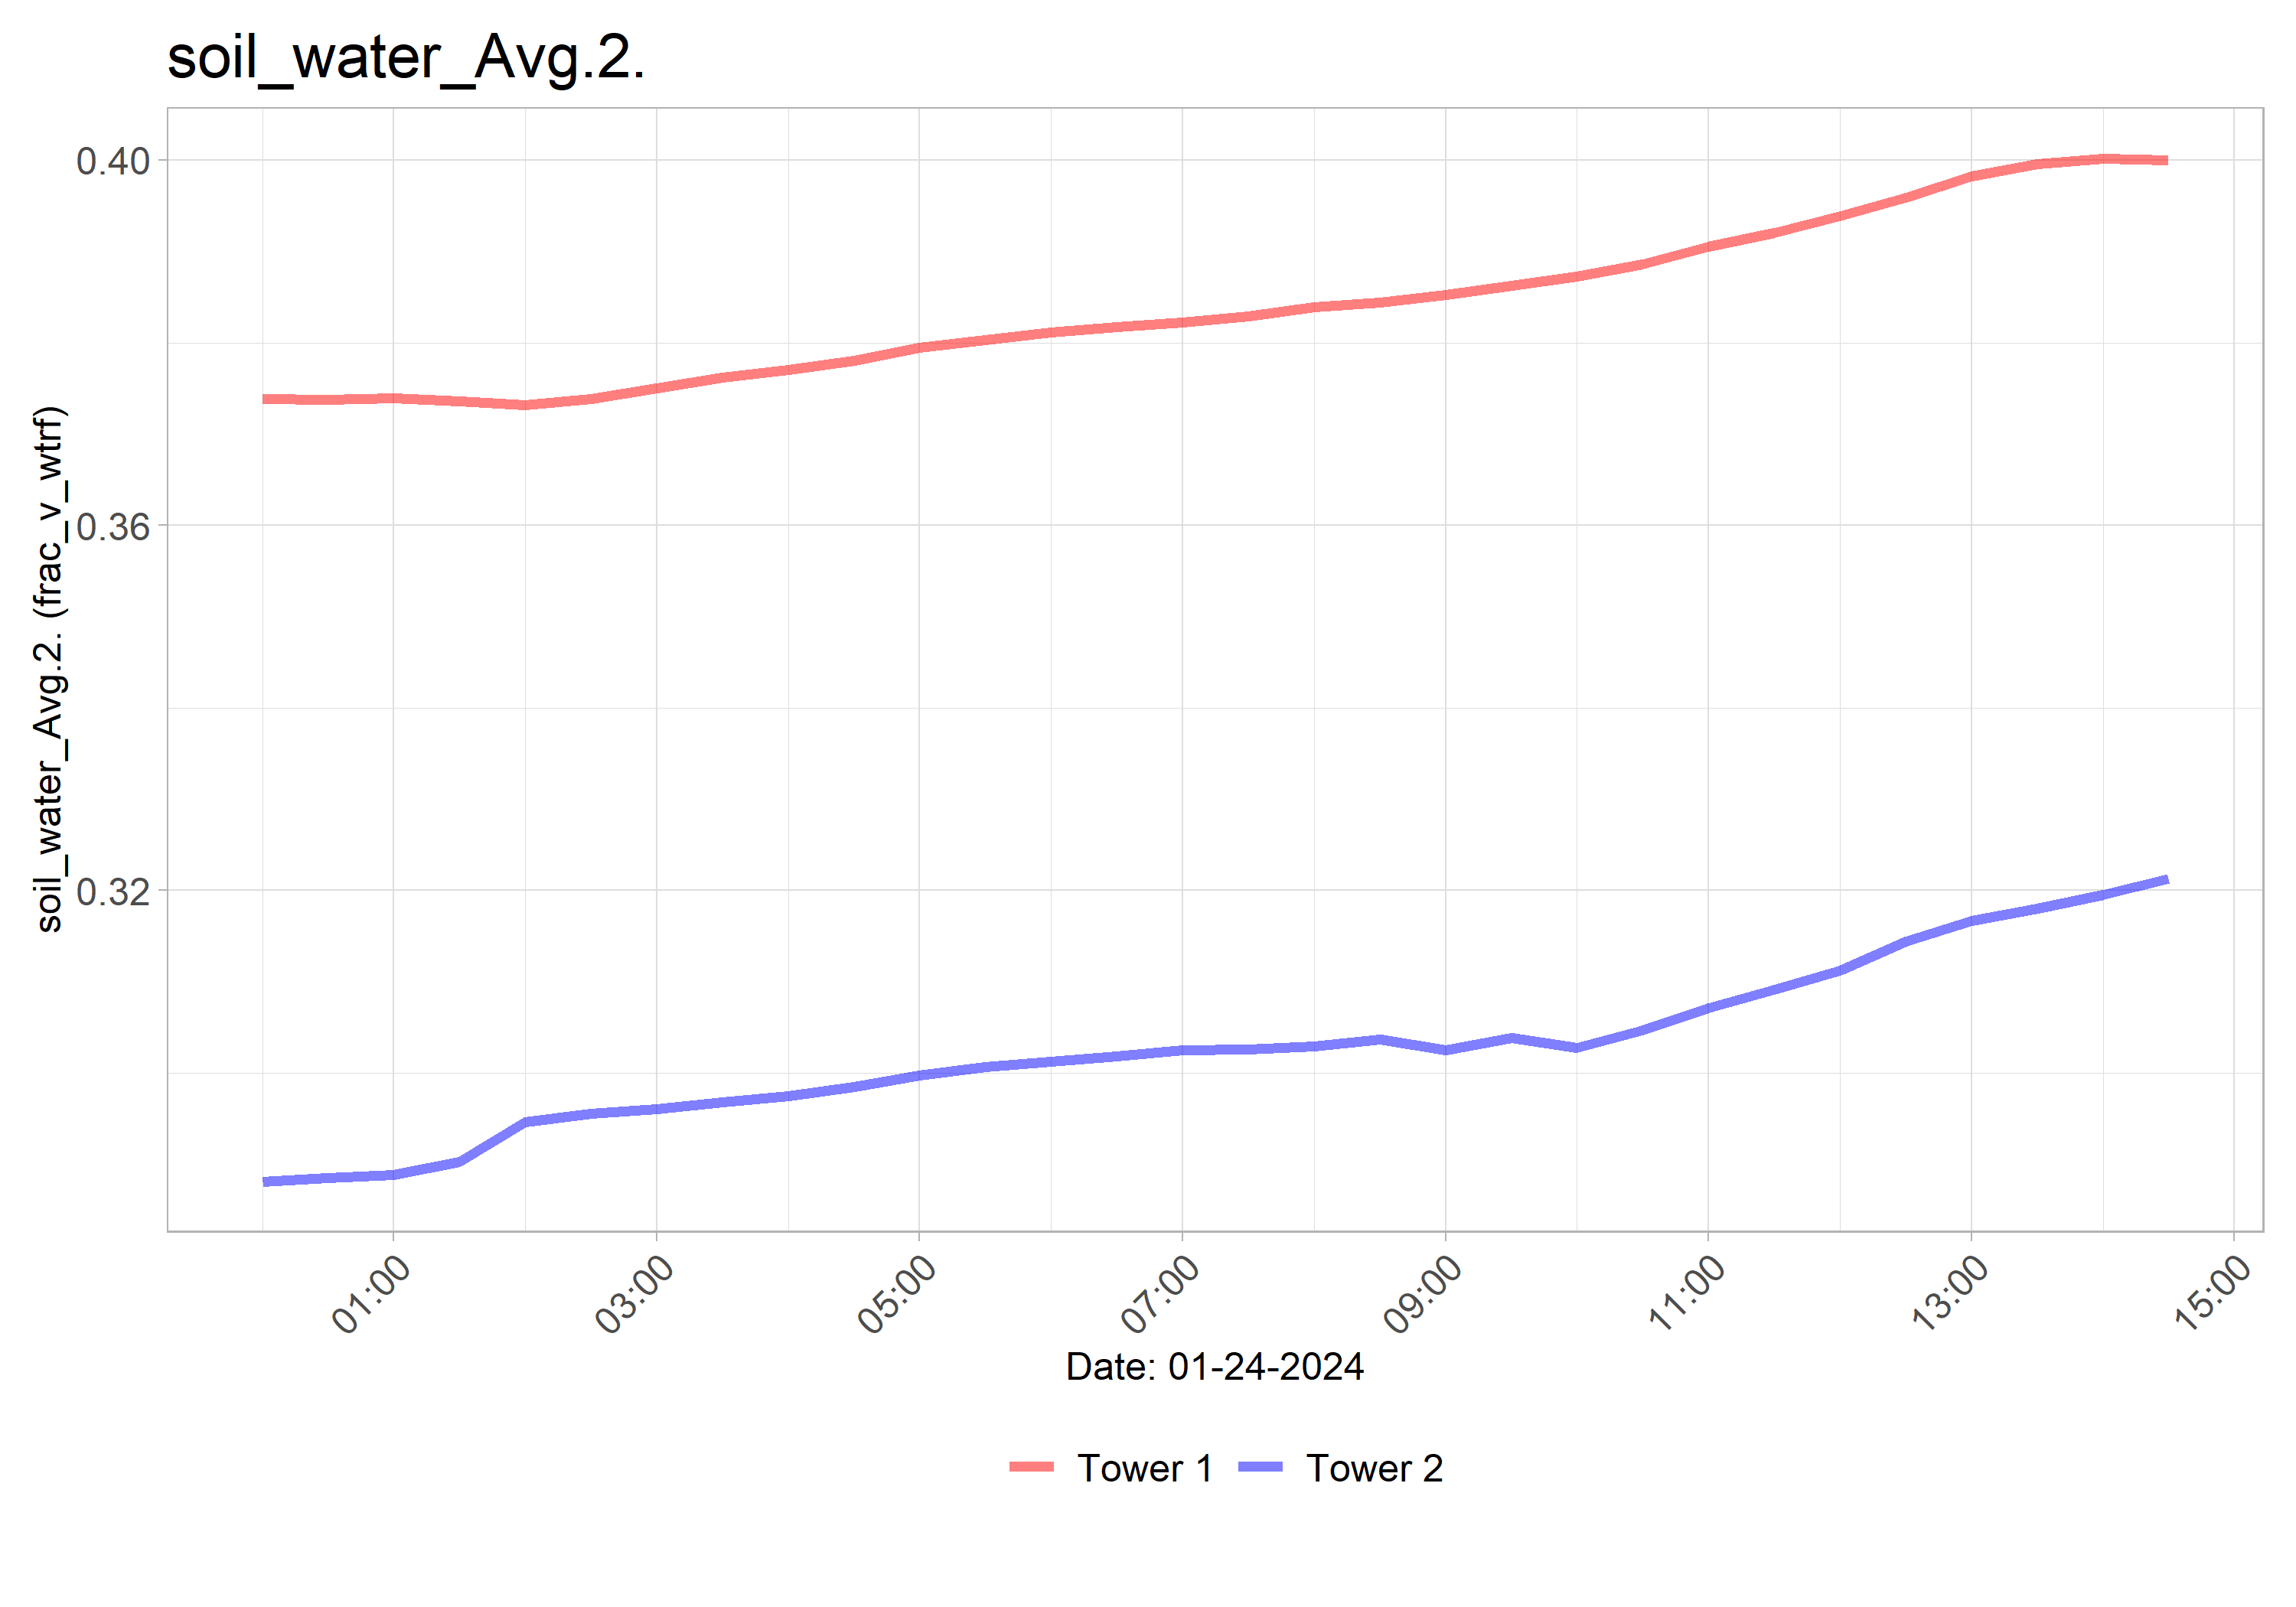 soil_water_Avg.2.
soil_water_Avg.2. (frac_v_wtrf)
0.40
0.36
0.32
01:00
03:00
05:00
07:00
09:00
11:00
13:00
15:00
Date: 01-24-2024
Tower 1
Tower 2